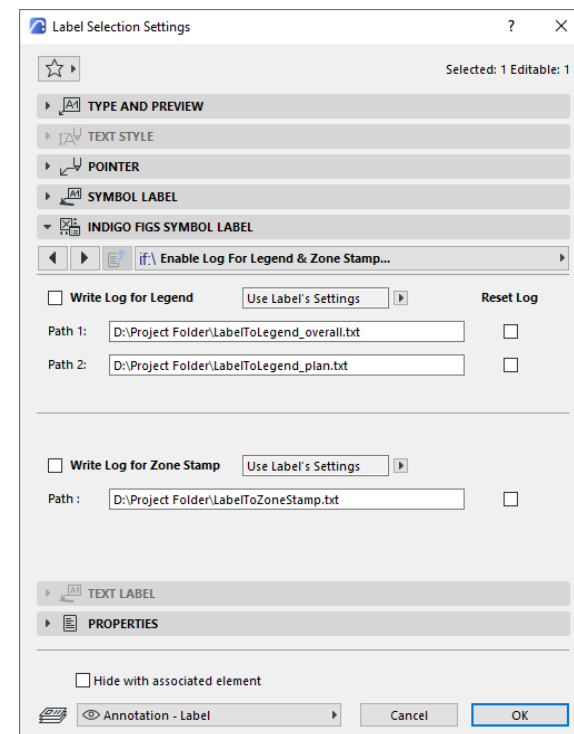 Label Selection Settings ? ×
Selected: 1 Editable: 1
TYPE AND PREVIEW
TEXT STYLE
POINTER
SYMBOL LABEL
INDIGO FIGS SYMBOL LABEL
if:\ Enable Log For Legend & Zone Stamp...
Write Log for Legend Use Label's Settings Reset Log
Path 1: D:\Project Folder\LabelToLegend_overall.txt
Path 2: D:\Project Folder\LabelToLegend_plan.txt
Write Log for Zone Stamp Use Label's Settings
Path : D:\Project Folder\LabelToZoneStamp.txt
TEXT LABEL
PROPERTIES
Hide with associated element
Annotation - Label Cancel OK